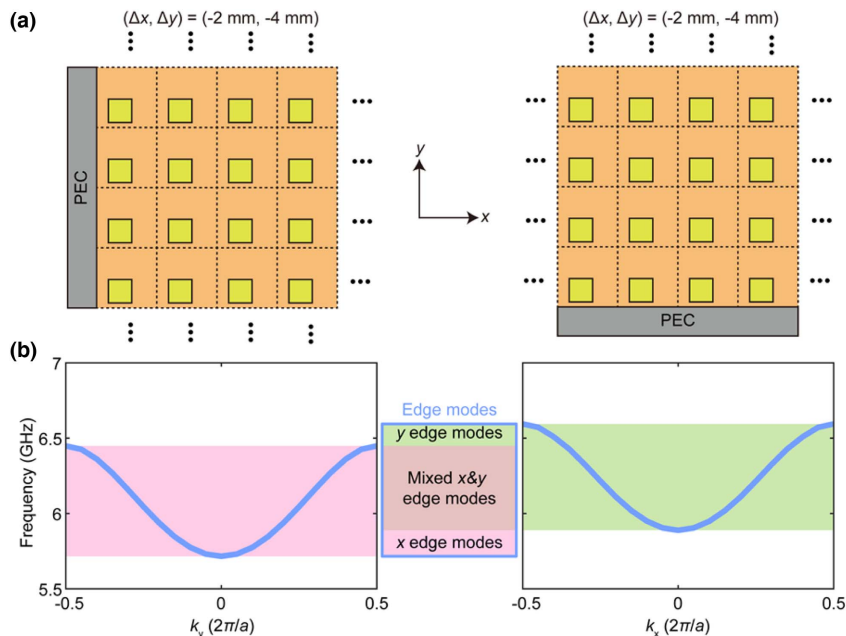 (a)
(Δx, Δy) = (-2 mm, -4 mm)
PEC
y
x
(Δx, Δy) = (-2 mm, -4 mm)
PEC
(b)
7
6.5
6
5.5
Frequency (GHz)
-0.5
0
0.5
k_y (2π/a)
Edge modes
y edge modes
Mixed x&y
edge modes
x edge modes
-0.5
0
0.5
k_x (2π/a)